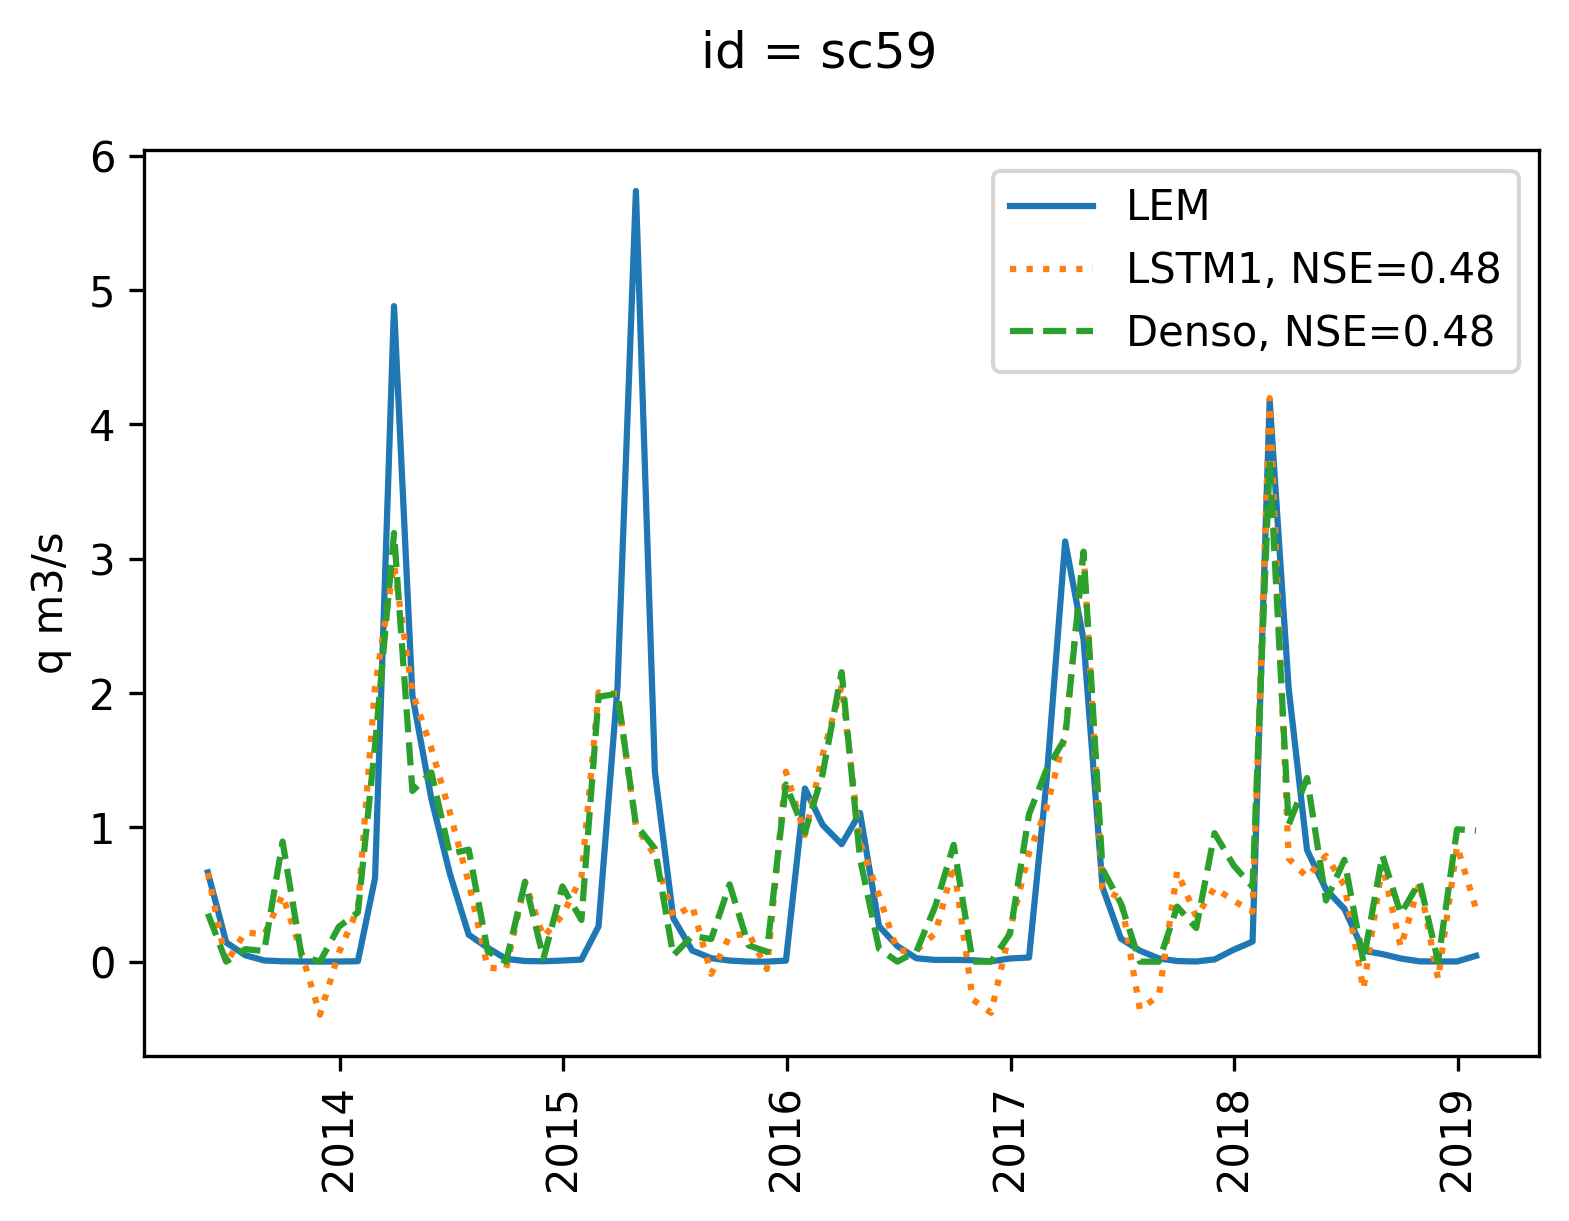 id = sc59
6
5
4
3
2
1
0
q m3/s
LEM
LSTM1, NSE=0.48
Denso, NSE=0.48
2014
2015
2016
2017
2018
2019